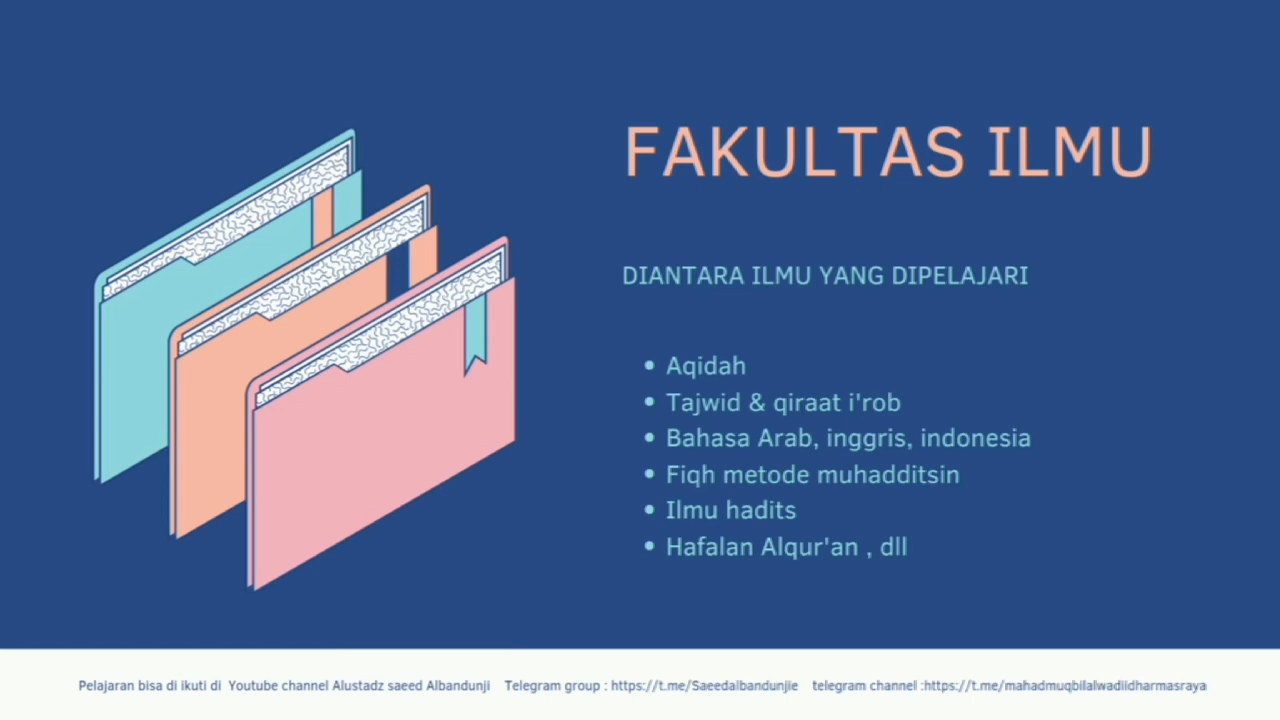 FAKULTAS ILMU
DIANTARA ILMU YANG DIPELAJARI
• Aqidah
• Tajwid & qiraat i'rob
• Bahasa Arab, inggris, indonesia
• Fiqh metode muhadditsin
• Ilmu hadits
• Hafalan Alqur'an , dll
Pelajaran bisa di ikuti di Youtube channel Alustadz saeed Albandunji Telegram group : https://t.me/Saeedalbandunjie telegram channel :https://t.me/mahadmuqbilalwadiidharmasraya